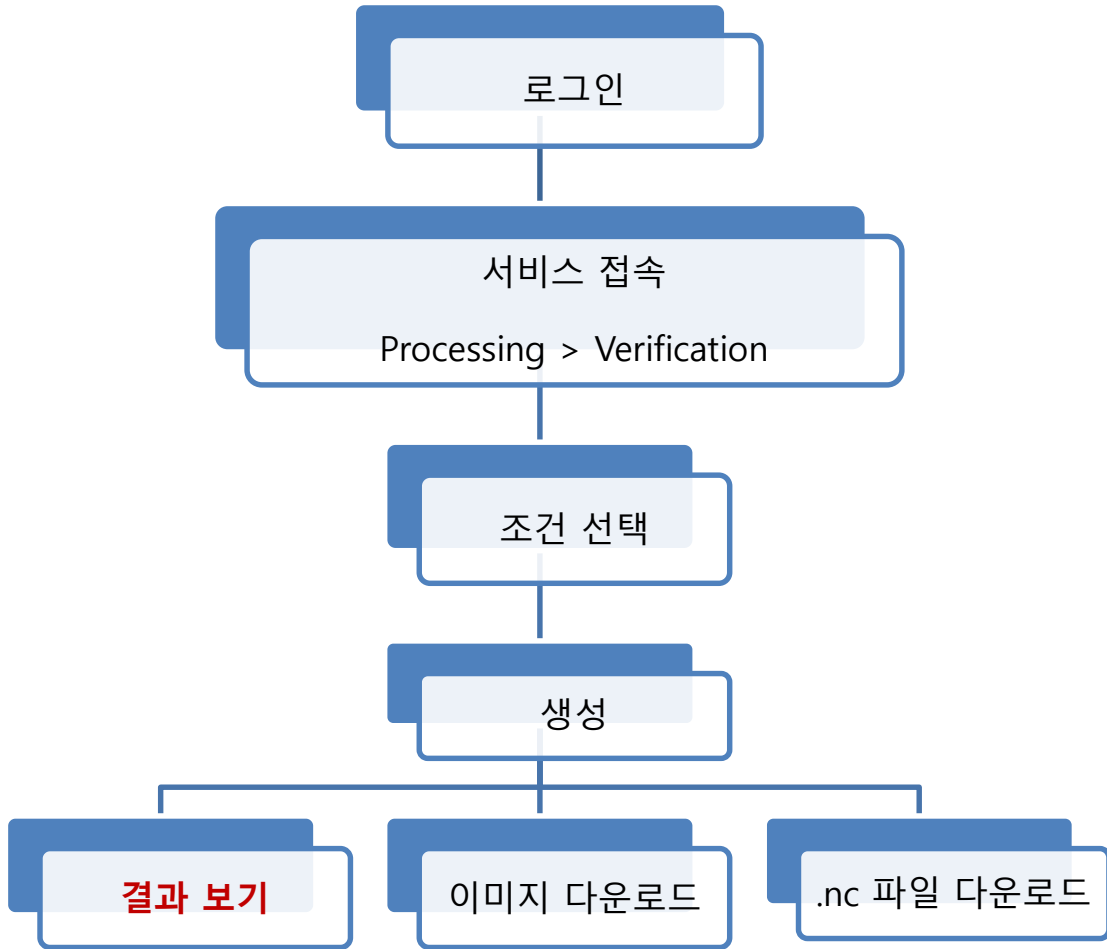 로그인
서비스 접속
Processing > Verification
조건 선택
생성
결과 보기
이미지 다운로드
.nc 파일 다운로드